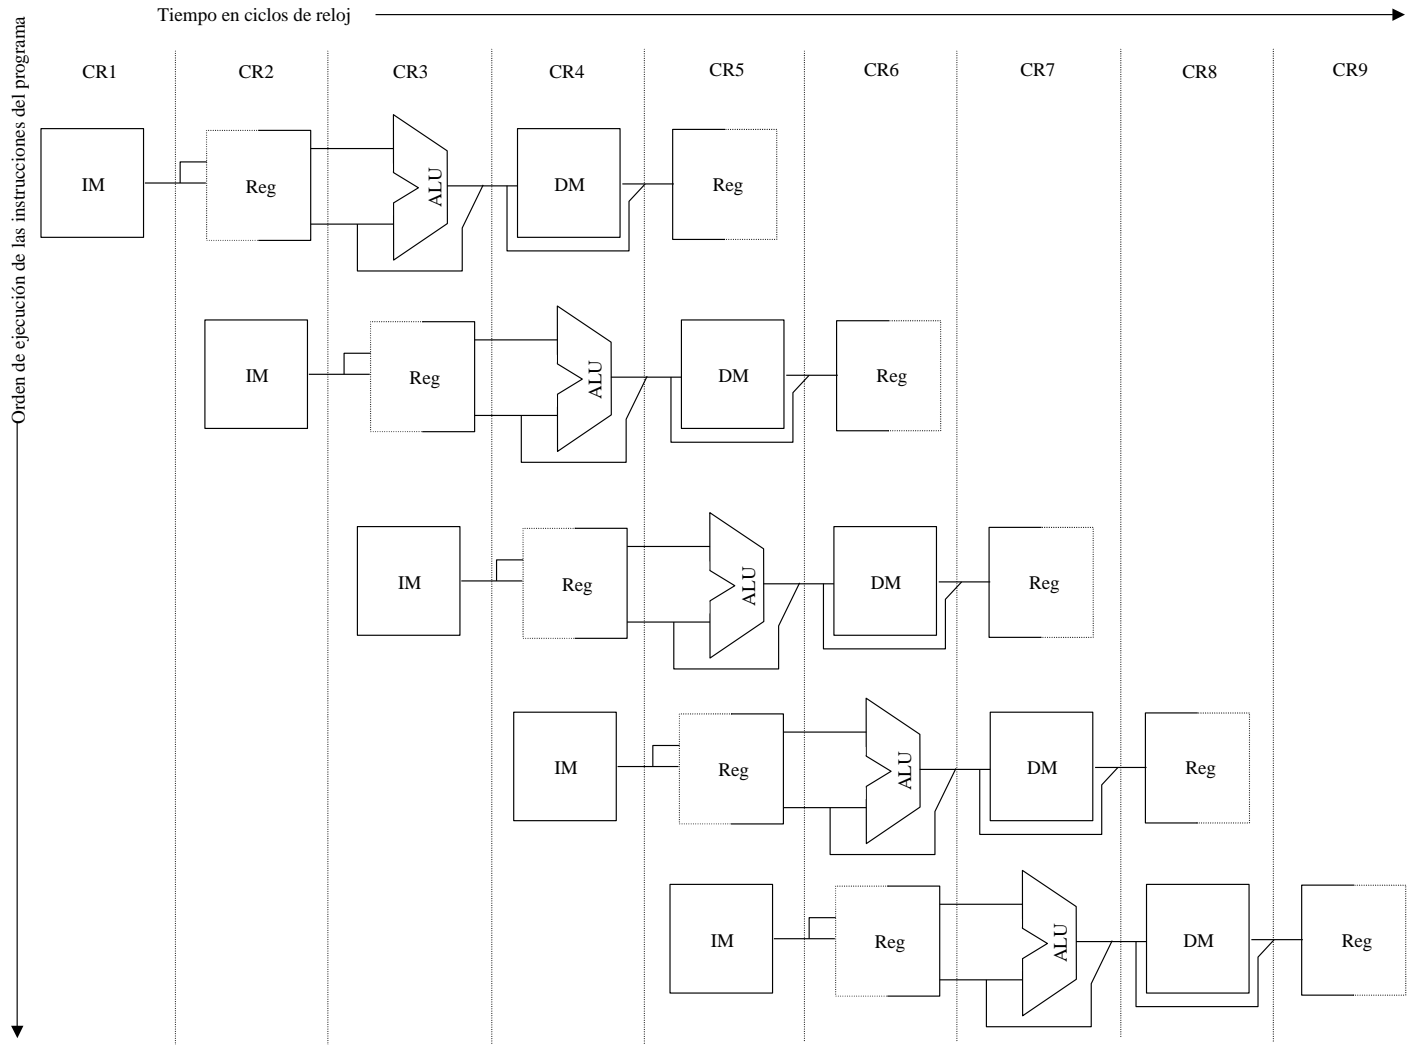 Tiempo en ciclos de reloj
Orden de ejecución de las instrucciones del programa
CR1 CR2 CR3 CR4 CR5 CR6 CR7 CR8 CR9
IM Reg ALU DM Reg
IM Reg ALU DM Reg
IM Reg ALU DM Reg
IM Reg ALU DM Reg
IM Reg ALU DM Reg